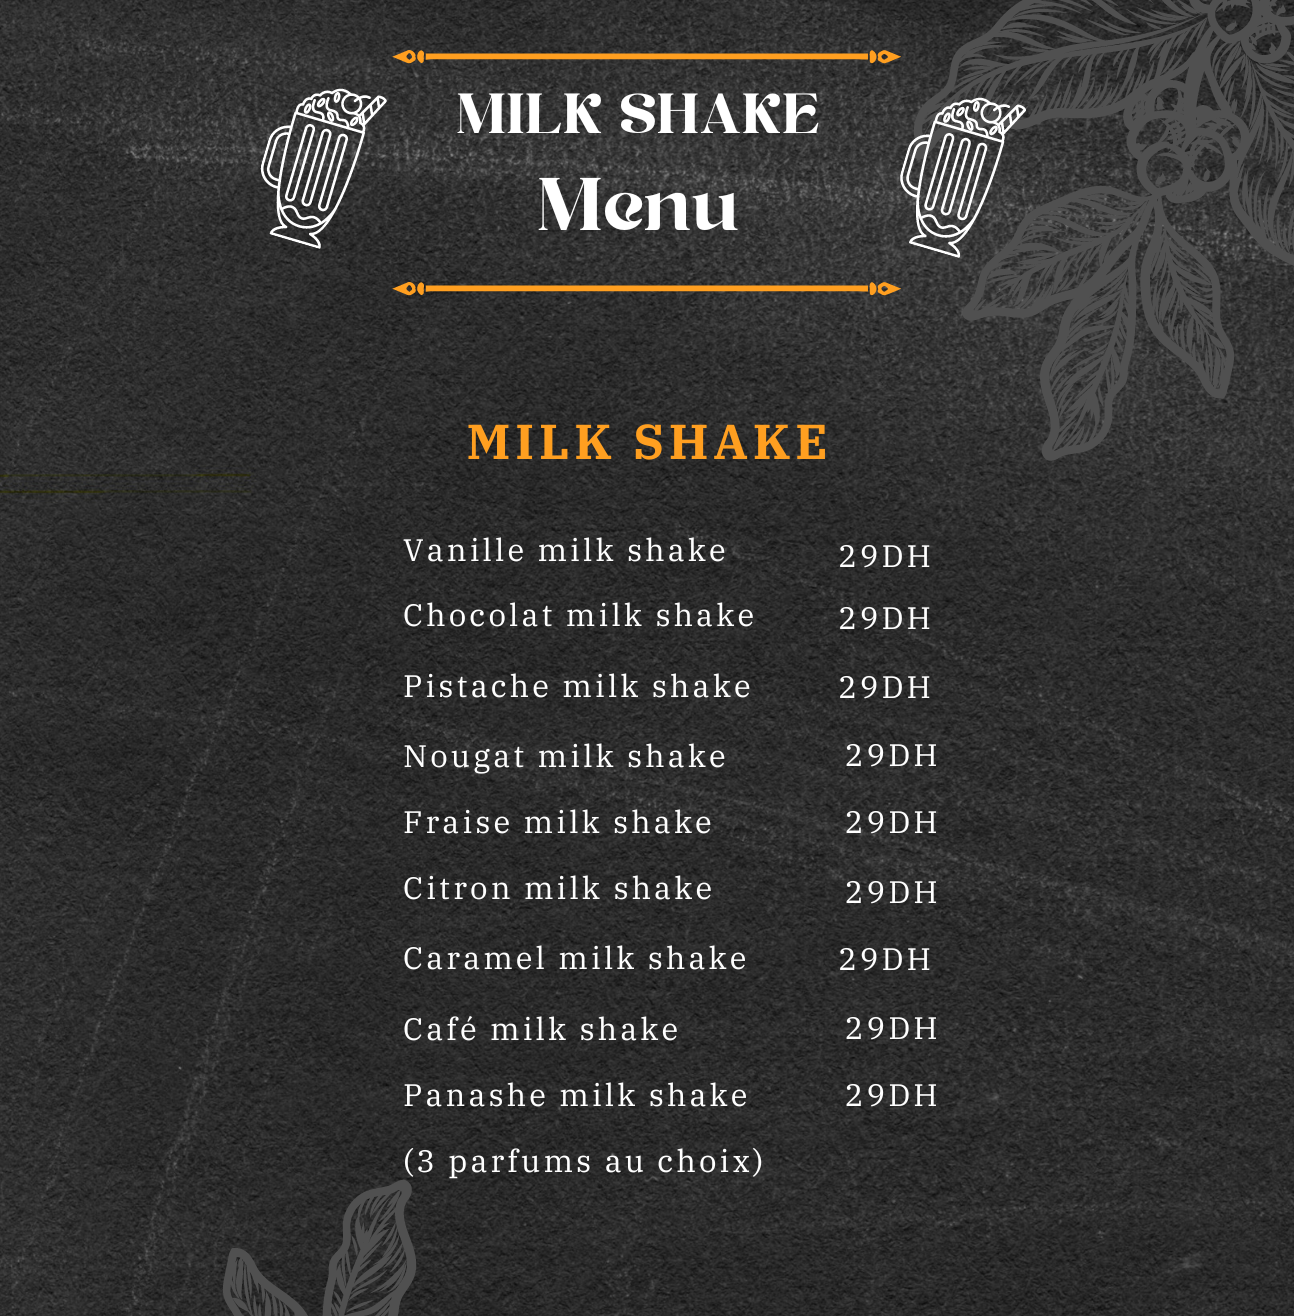 MILK SHAKE
Menu
MILK SHAKE
Vanille milk shake 29DH
Chocolat milk shake 29DH
Pistache milk shake 29DH
Nougat milk shake 29DH
Fraise milk shake 29DH
Citron milk shake 29DH
Caramel milk shake 29DH
Café milk shake 29DH
Panashe milk shake 29DH
(3 parfums au choix)